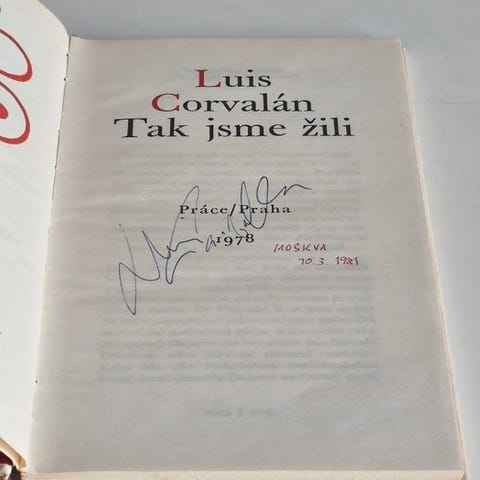 Luis
Corvalán
Tak jsme žili
Práce/Praha
1978
MOSKVA
10.3. 1981